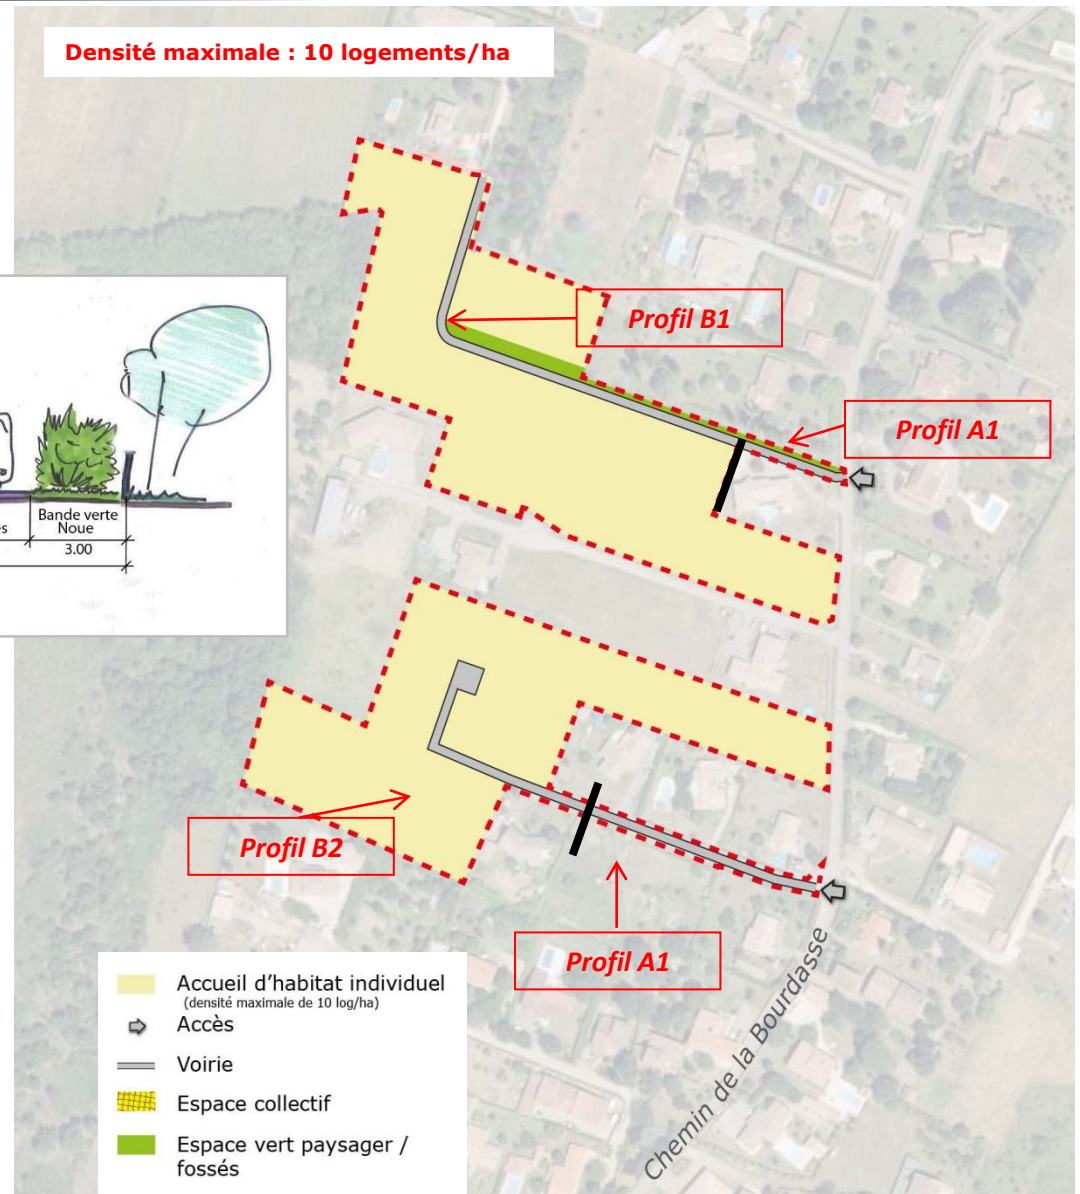 Densité maximale : 10 logements/ha
Profil B1
Profil A1
Bande verte
Noue
3.00
Profil B2
Profil A1
Chemin de la Bourdasse
Accueil d'habitat individuel
(densité maximale de 10 log/ha)
Accès
Voirie
Espace collectif
Espace vert paysager /
fossés